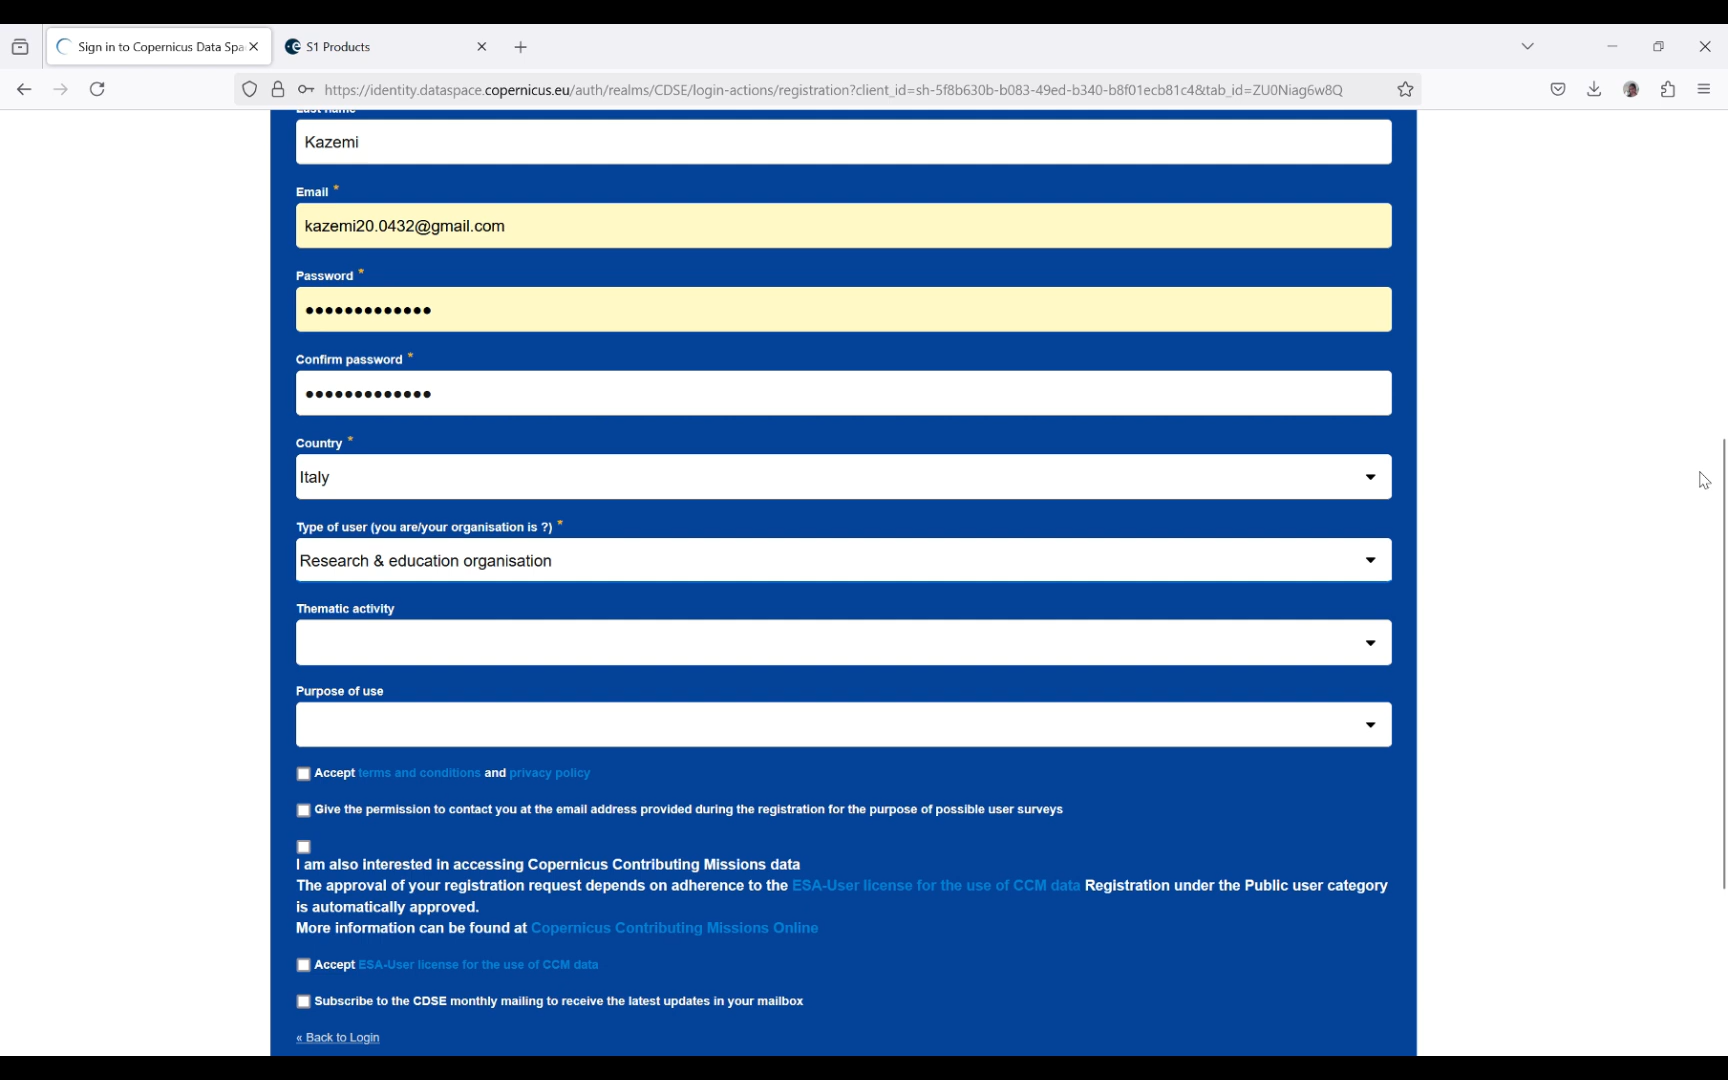 Sign in to Copernicus Data Spa
S1 Products
https://identity.dataspace.copernicus.eu/auth/realms/CDSE/login-actions/registration?client_id=sh-5f8b630b-b083-49ed-b340-b8f01ecb81c4&tab_id=ZU0Niag6w8Q
Last name
Kazemi
Email *
kazemi20.0432@gmail.com
Password *
•••••••••••••
Confirm password *
•••••••••••••
Country *
Italy
Type of user (you are/your organisation is ?) *
Research & education organisation
Thematic activity
Purpose of use
Accept terms and conditions and privacy policy
Give the permission to contact you at the email address provided during the registration for the purpose of possible user surveys
I am also interested in accessing Copernicus Contributing Missions data
The approval of your registration request depends on adherence to the ESA-User license for the use of CCM data Registration under the Public user category
is automatically approved.
More information can be found at Copernicus Contributing Missions Online
Accept ESA-User license for the use of CCM data
Subscribe to the CDSE monthly mailing to receive the latest updates in your mailbox
« Back to Login